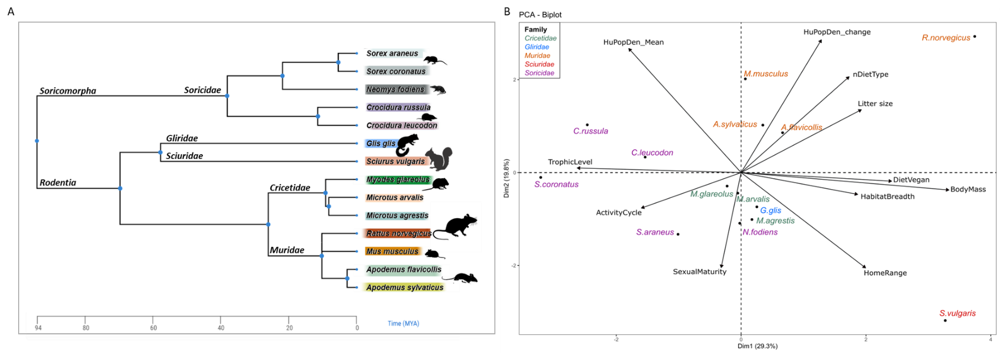 A
Sorex araneus
Sorex coronatus
Soricomorpha
Soricidae
Neomys fodiens
Crocidura russula
Crocidura leucodon
Gliridae
Glis glis
Sciuridae
Sciurus vulgaris
Rodentia
Cricetidae
Myodes glareolus
Microtus arvalis
Microtus agrestis
Rattus norvegicus
Muridae
Mus musculus
Apodemus flavicollis
Apodemus sylvaticus
94 80 60 40 20 0
Time (MYA)
B
PCA - Biplot
Family
Cricetidae
Gliridae
Muridae
Sciuridae
Soricidae
HuPopDen_Mean
HuPopDen_change
R.norvegicus
M.musculus
nDietType
Litter size
A.sylvaticus
A.flavicollis
C.russula
C.leucodon
TrophicLevel
S.coronatus
DietVegan
BodyMass
HabitatBreadth
M.glareolus
M.arvalis
ActivityCycle
G.glis
M.agrestis
S.araneus
N.fodiens
SexualMaturity
HomeRange
S.vulgaris
2
0
-2
Dim2 (19.8%)
-2 0 2 4
Dim1 (29.3%)